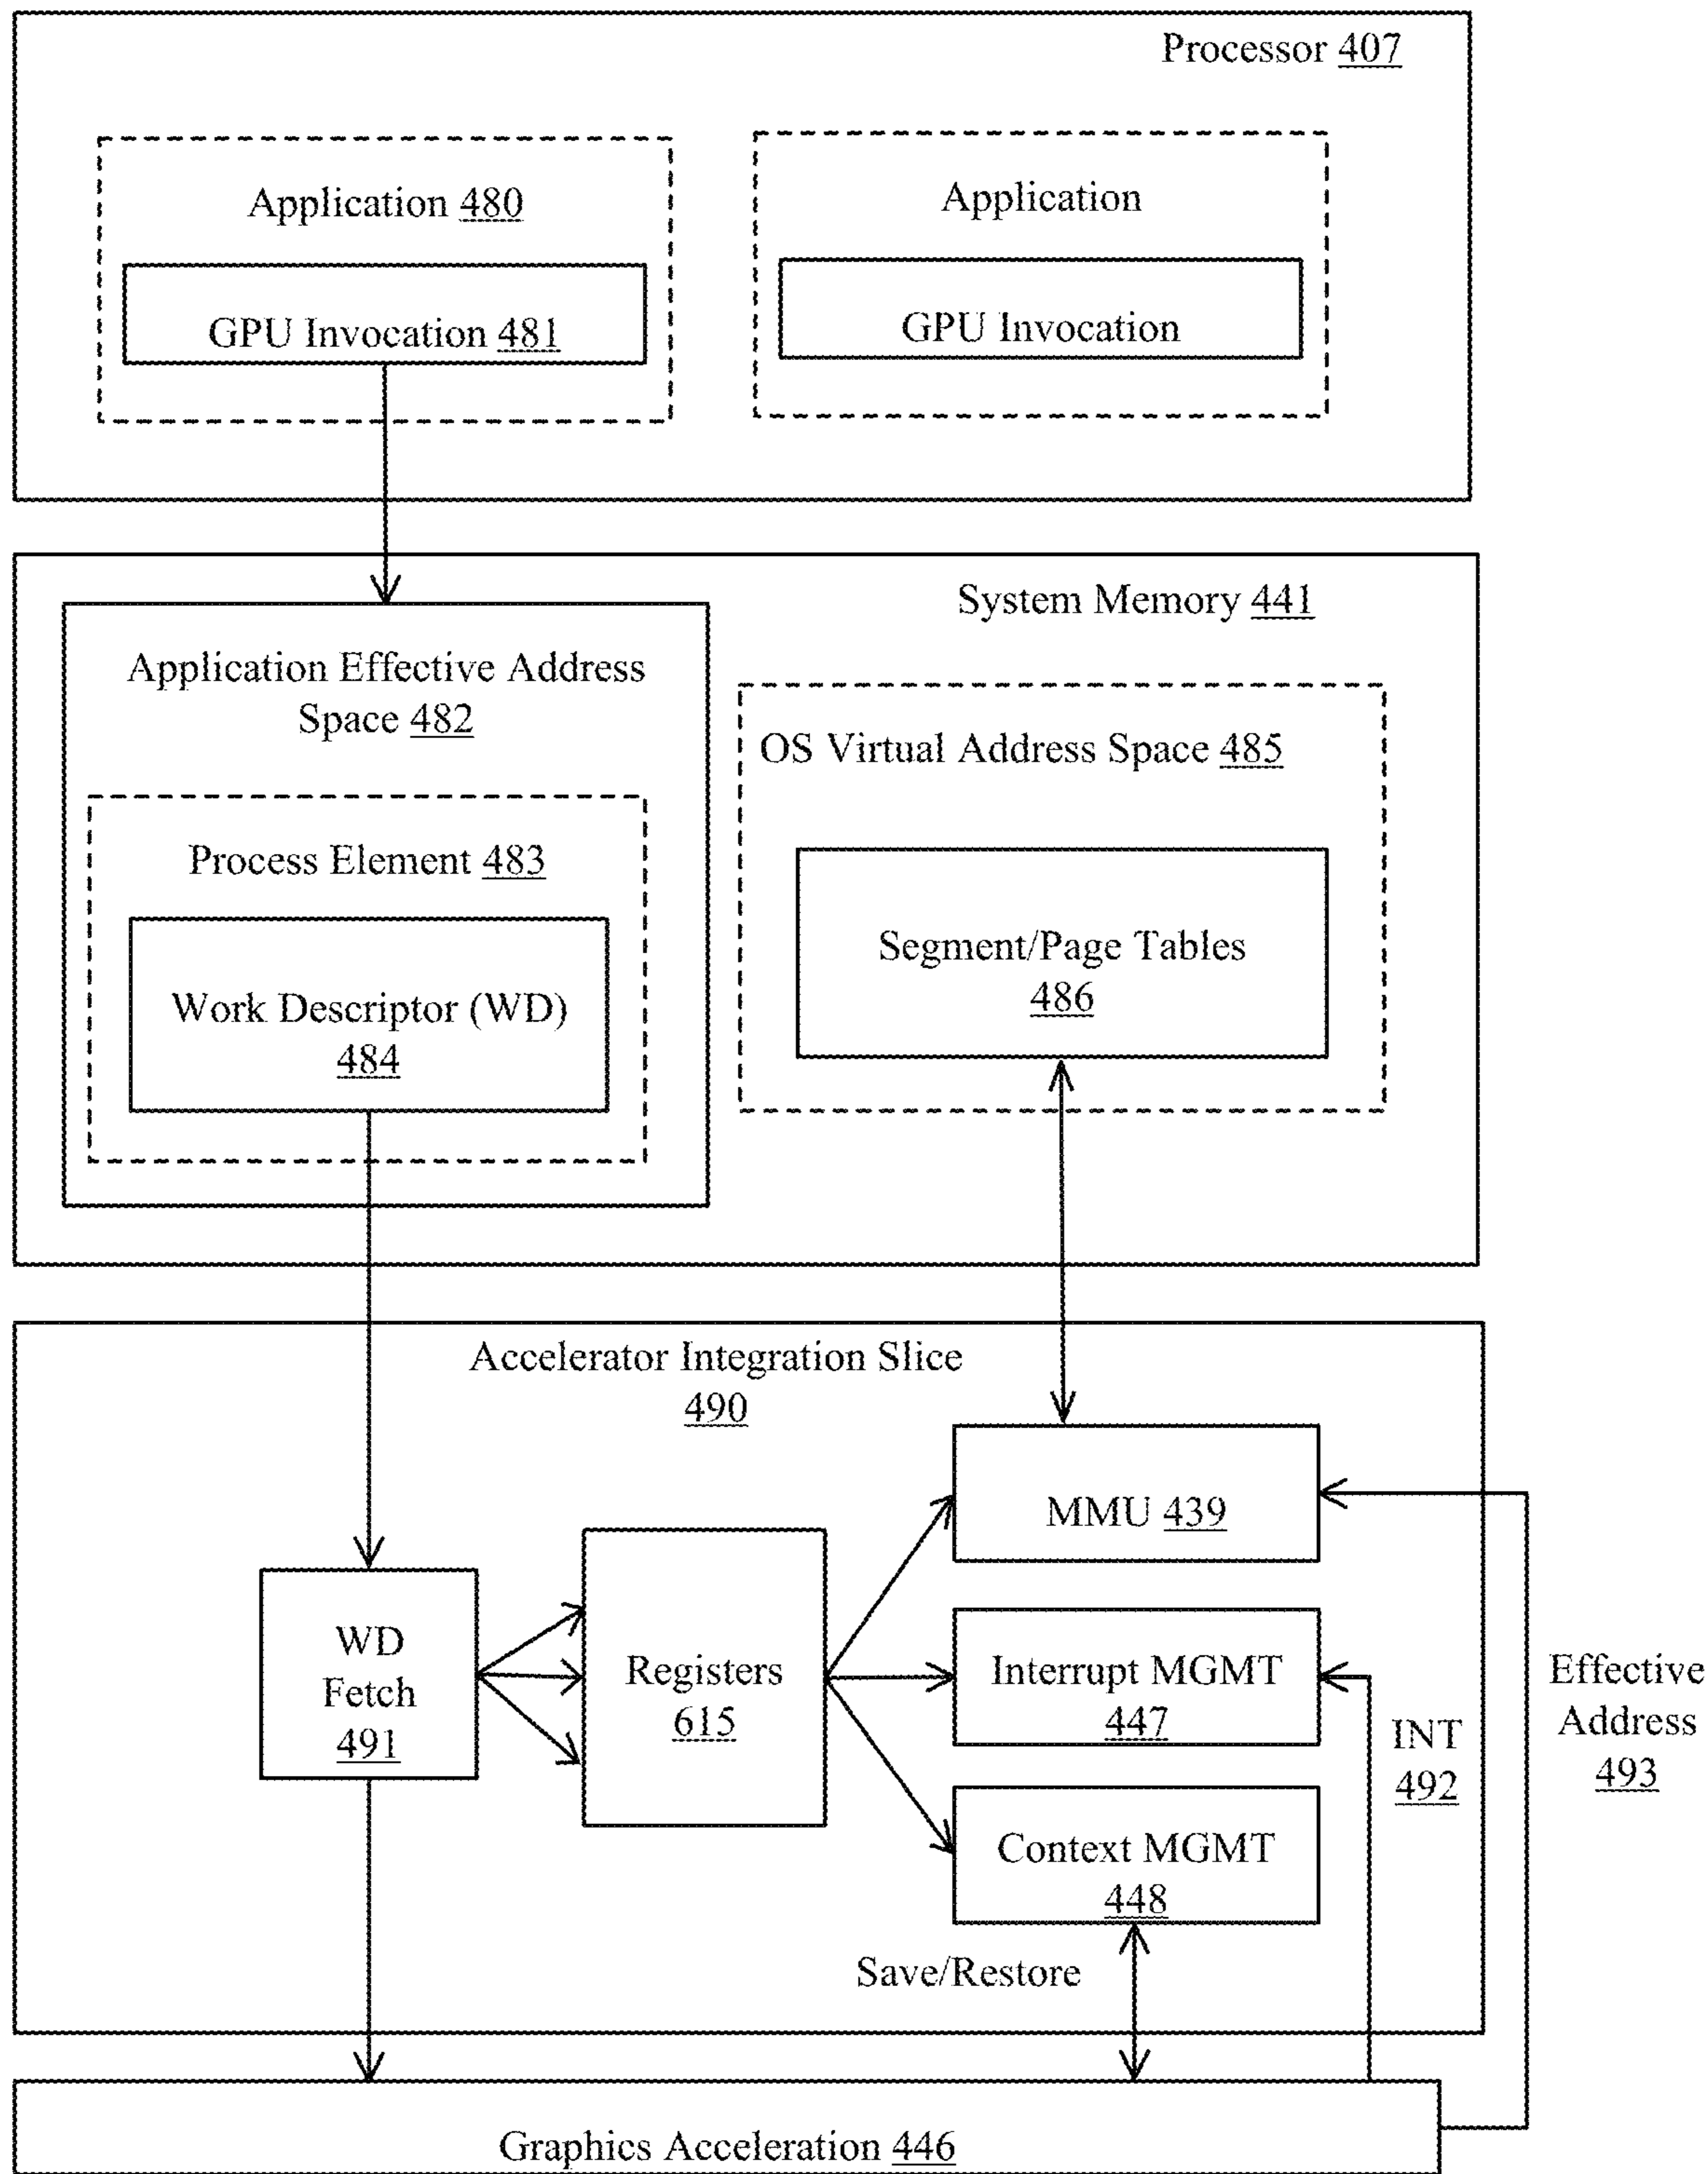 Processor 407
Application 480
GPU Invocation 481
Application
GPU Invocation
System Memory 441
Application Effective Address
Space 482
Process Element 483
Work Descriptor (WD)
484
OS Virtual Address Space 485
Segment/Page Tables
486
Accelerator Integration Slice
490
WD
Fetch
491
Registers
615
MMU 439
Interrupt MGMT
447
Context MGMT
448
Save/Restore
INT
492
Effective
Address
493
Graphics Acceleration 446